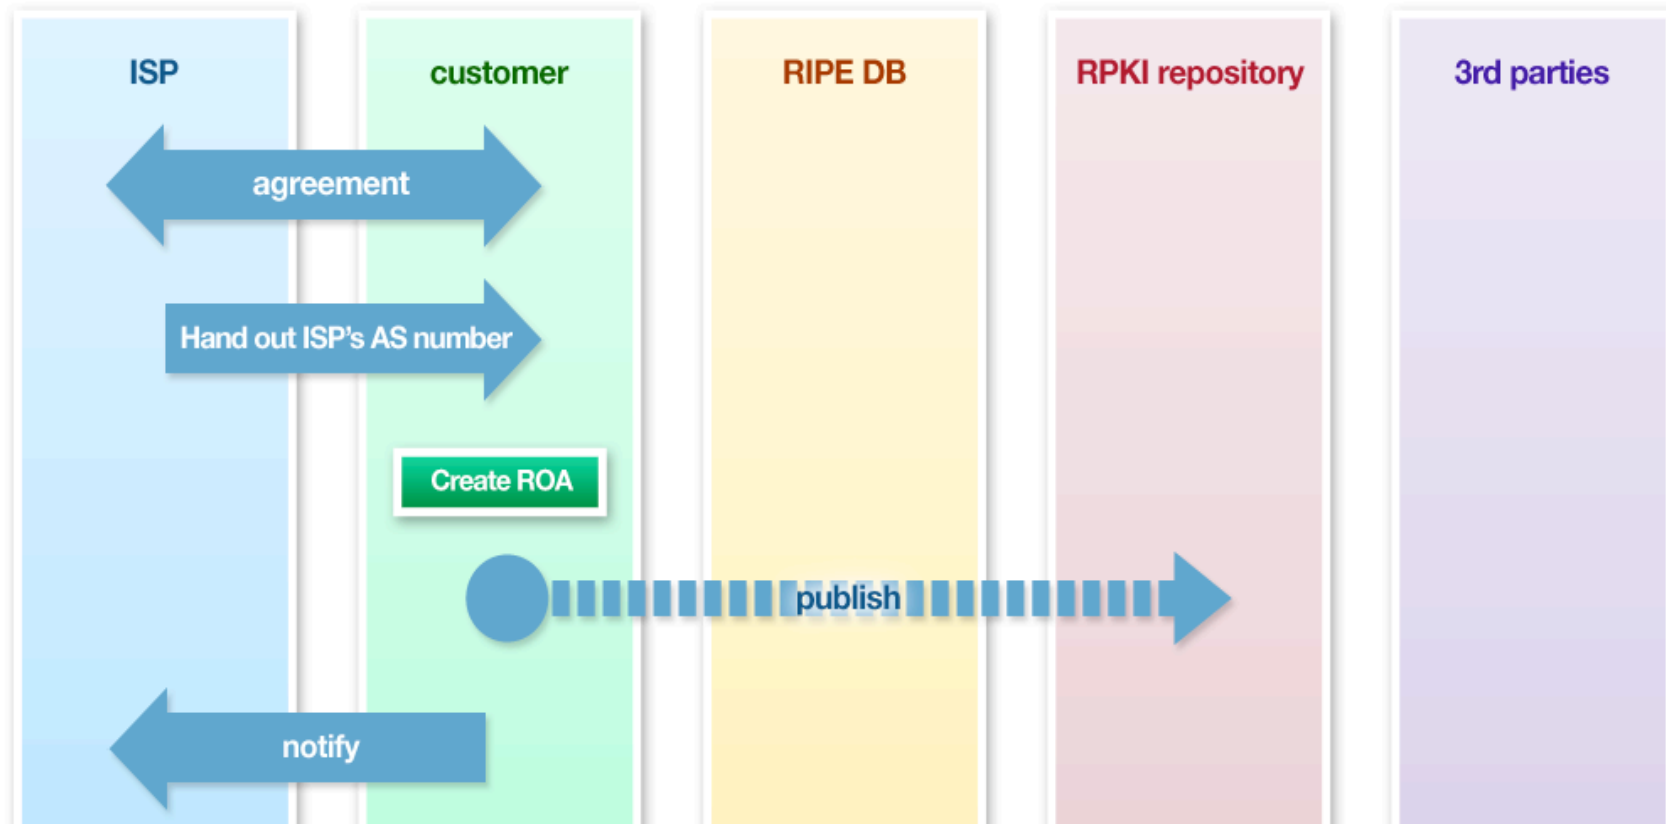 ISP
customer
RIPE DB
RPKI repository
3rd parties
agreement
Hand out ISP's AS number
Create ROA
publish
notify